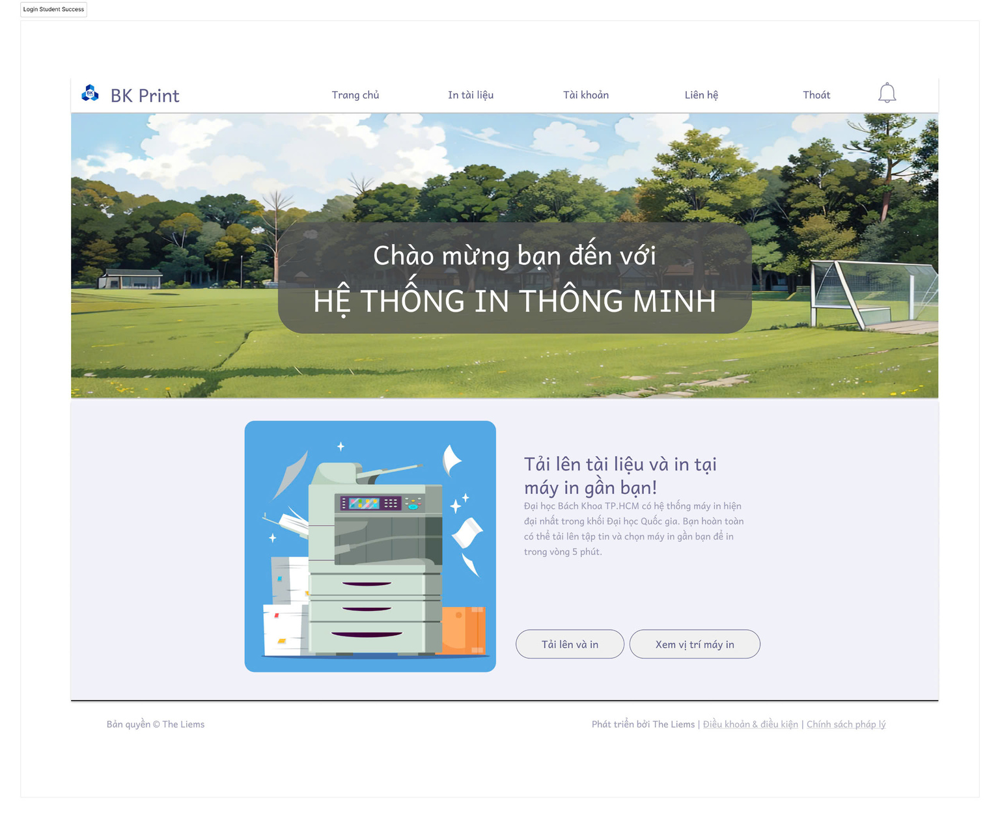 Login Student Success
BK
BK Print
Trang chủ
In tài liệu
Tài khoản
Liên hệ
Thoát
Chào mừng bạn đến với
HỆ THỐNG IN THÔNG MINH
Tải lên tài liệu và in tại
máy in gần bạn!
Đại học Bách Khoa TP.HCM có hệ thống máy in hiện
đại nhất trong khối Đại học Quốc gia. Bạn hoàn toàn
có thể tải lên tập tin và chọn máy in gần bạn để in
trong vòng 5 phút.
Tải lên và in
Xem vị trí máy in
Bản quyền © The Liems
Phát triển bởi The Liems | Điều khoản & điều kiện | Chính sách pháp lý